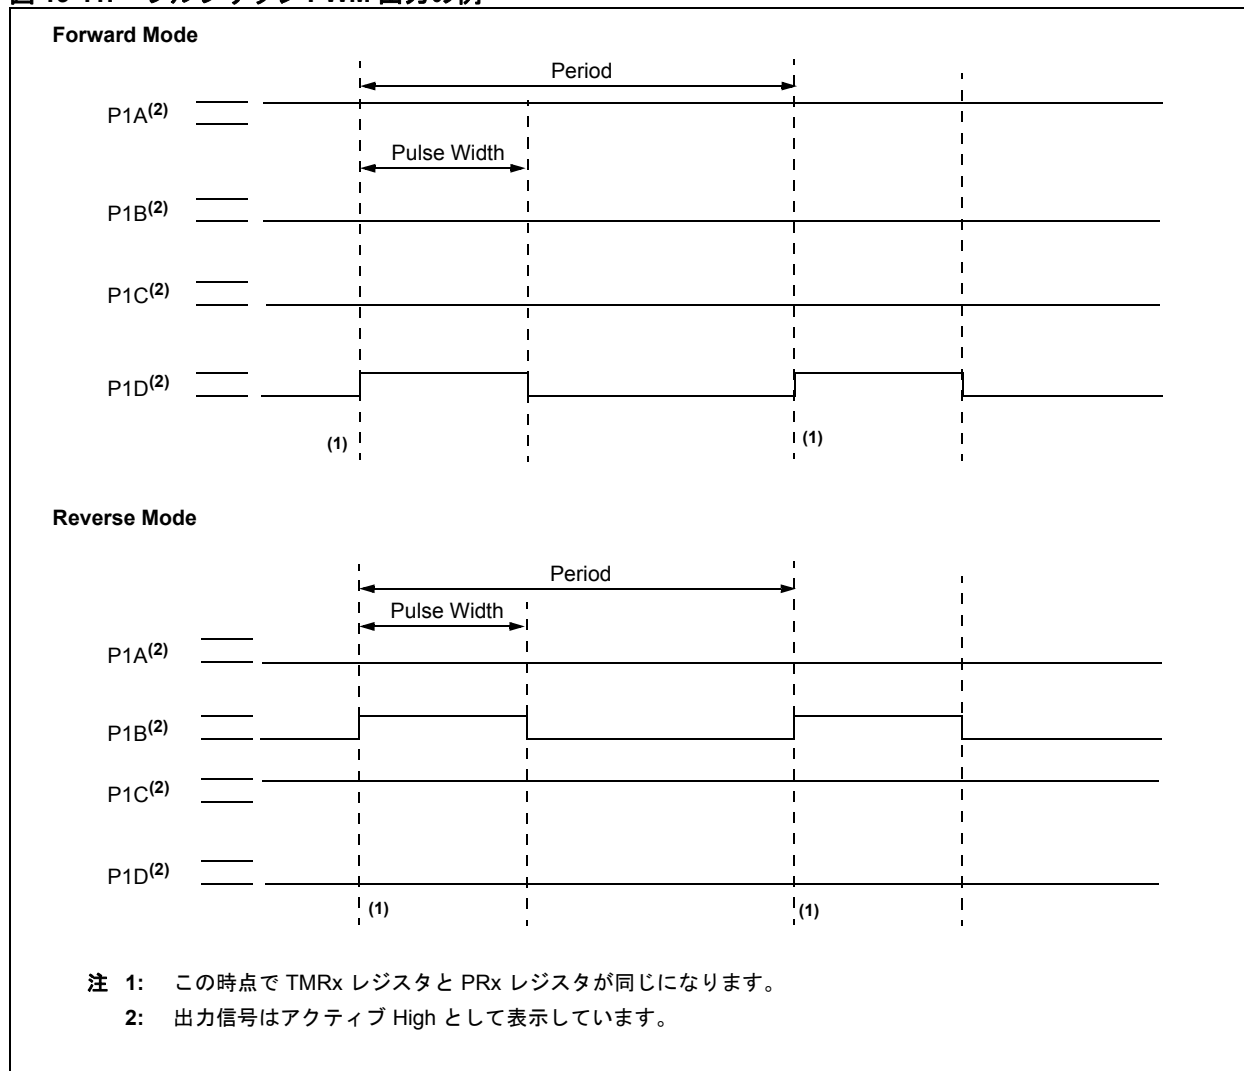 Forward Mode
Period
P1A(2)
Pulse Width
P1B(2)
P1C(2)
P1D(2)
(1)
(1)
Reverse Mode
Period
Pulse Width
P1A(2)
P1B(2)
P1C(2)
P1D(2)
(1)
(1)
注 1: この時点で TMRx レジスタと PRx レジスタが同じになります。
2: 出力信号はアクティブ High として表示しています。